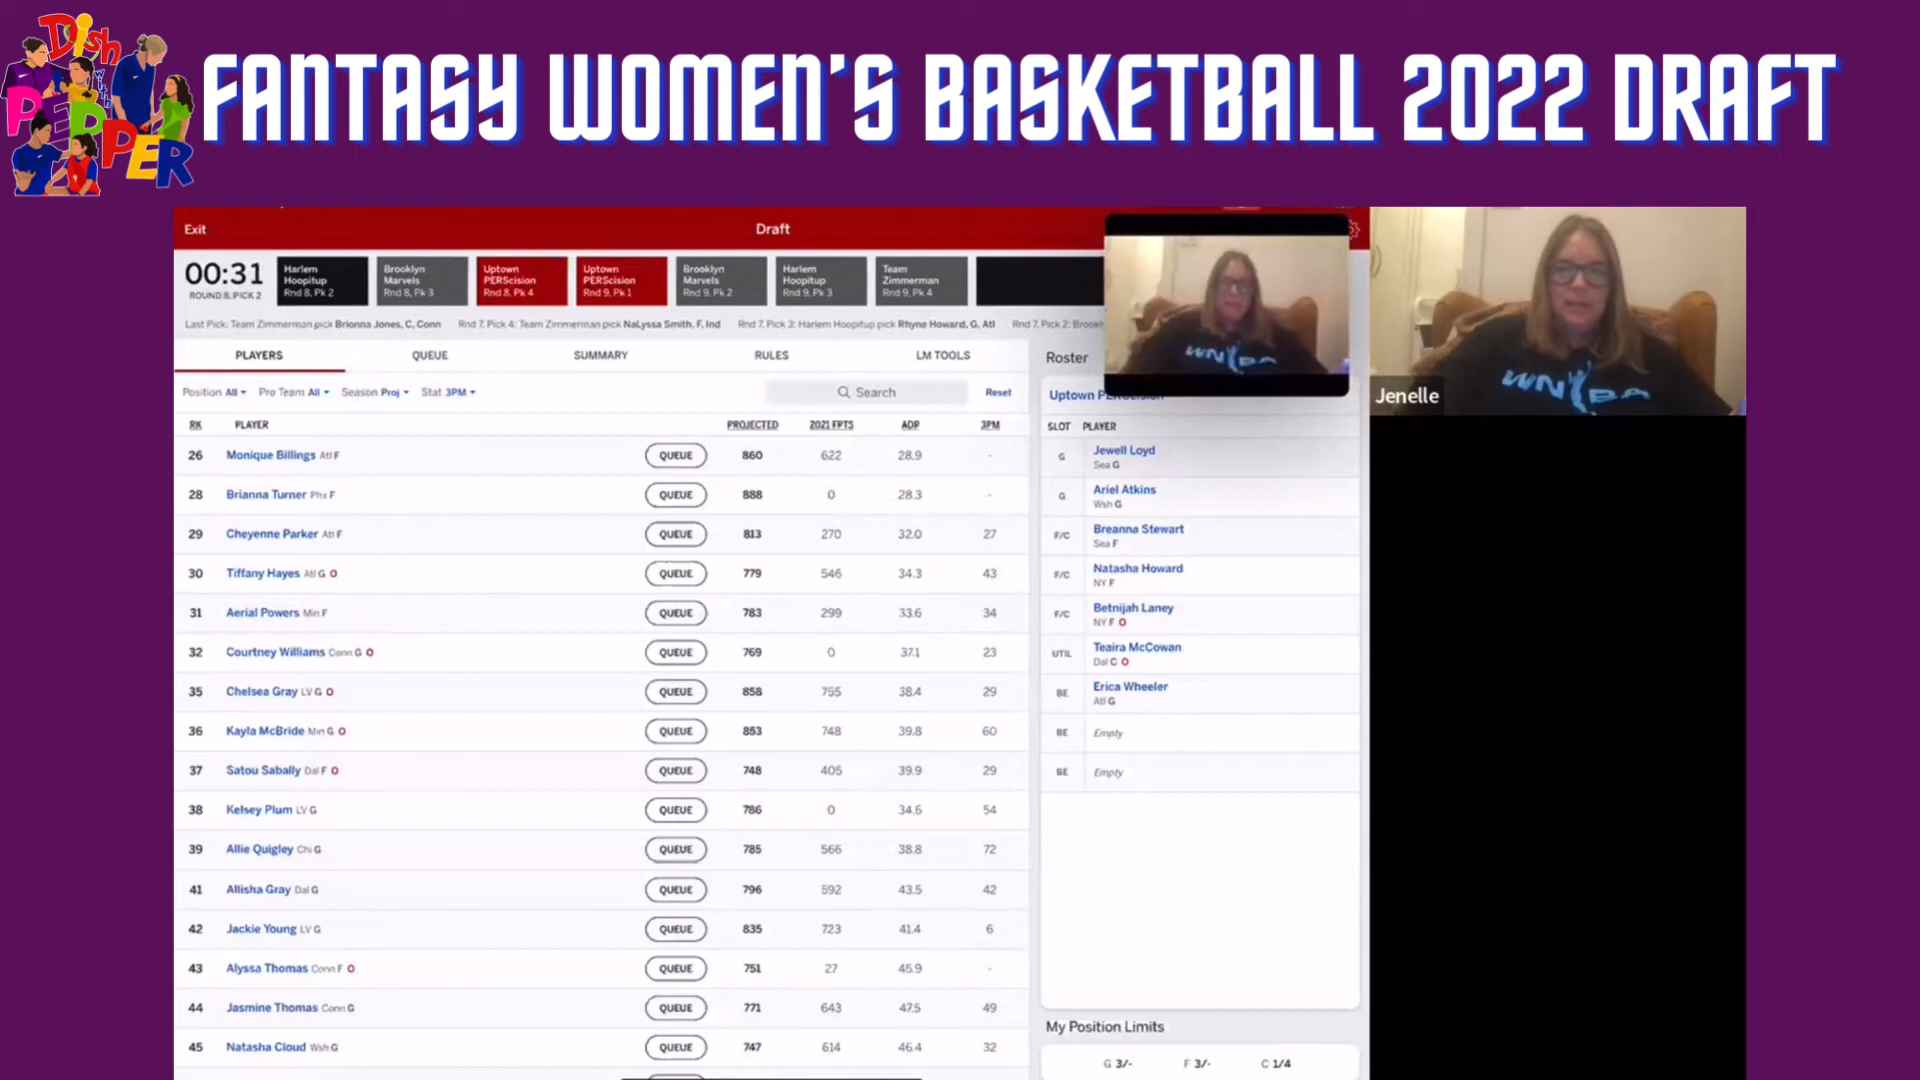 Dish
with
PEPPER
FANTASY WOMEN'S BASKETBALL 2022 DRAFT
Exit
Draft
00:31
ROUND 8, PICK 2
Harlem Hoopitup Rnd 8, Pk 2
Brooklyn Marvels Rnd 8, Pk 3
Uptown PERScision Rnd 8, Pk 4
Uptown PERScision Rnd 9, Pk 1
Brooklyn Marvels Rnd 9, Pk 2
Harlem Hoopitup Rnd 9, Pk 3
Team Zimmerman Rnd 9, Pk 4
Last Pick: Team Zimmerman pick Brionna Jones, C, Conn Rnd 7, Pick 4: Team Zimmerman pick NaLyssa Smith, F, Ind Rnd 7, Pick 3: Harlem Hoopitup pick Rhyne Howard, G, Atl Rnd 7, Pick 2:
PLAYERS QUEUE SUMMARY RULES LM TOOLS
Position All Pro Team All Season Proj Stat 3PM Search Reset
RK PLAYER PROJECTED 2021 FPTS ADP 3PM
26 Monique Billings Atl F QUEUE 860 622 28.9 -
28 Brianna Turner Phx F QUEUE 888 0 28.3 -
29 Cheyenne Parker Atl F QUEUE 813 270 32.0 27
30 Tiffany Hayes Atl G O QUEUE 779 546 34.3 43
31 Aerial Powers Min F QUEUE 783 299 33.6 34
32 Courtney Williams Conn G O QUEUE 769 0 37.1 23
35 Chelsea Gray LV G O QUEUE 858 755 38.4 29
36 Kayla McBride Min G O QUEUE 853 748 39.8 60
37 Satou Sabally Dal F O QUEUE 748 405 39.9 29
38 Kelsey Plum LV G QUEUE 786 0 34.6 54
39 Allie Quigley Chi G QUEUE 785 566 38.8 72
41 Allisha Gray Dal G QUEUE 796 592 43.5 42
42 Jackie Young LV G QUEUE 835 723 41.4 6
43 Alyssa Thomas Conn F O QUEUE 751 27 45.9 -
44 Jasmine Thomas Conn G QUEUE 771 643 47.5 49
45 Natasha Cloud Wsh G QUEUE 747 614 46.4 32
Roster
Uptown
SLOT PLAYER
G Jewell Loyd
Sea G
G Ariel Atkins
Wsh G
F/C Breanna Stewart
Sea F
F/C Natasha Howard
NY F
F/C Betnijah Laney
NY F O
UTIL Teaira McCowan
Dal C O
BE Erica Wheeler
Atl G
BE Empty
BE Empty
My Position Limits
G 3/- F 3/- C 1/4
WNBA
WNBA
Jenelle